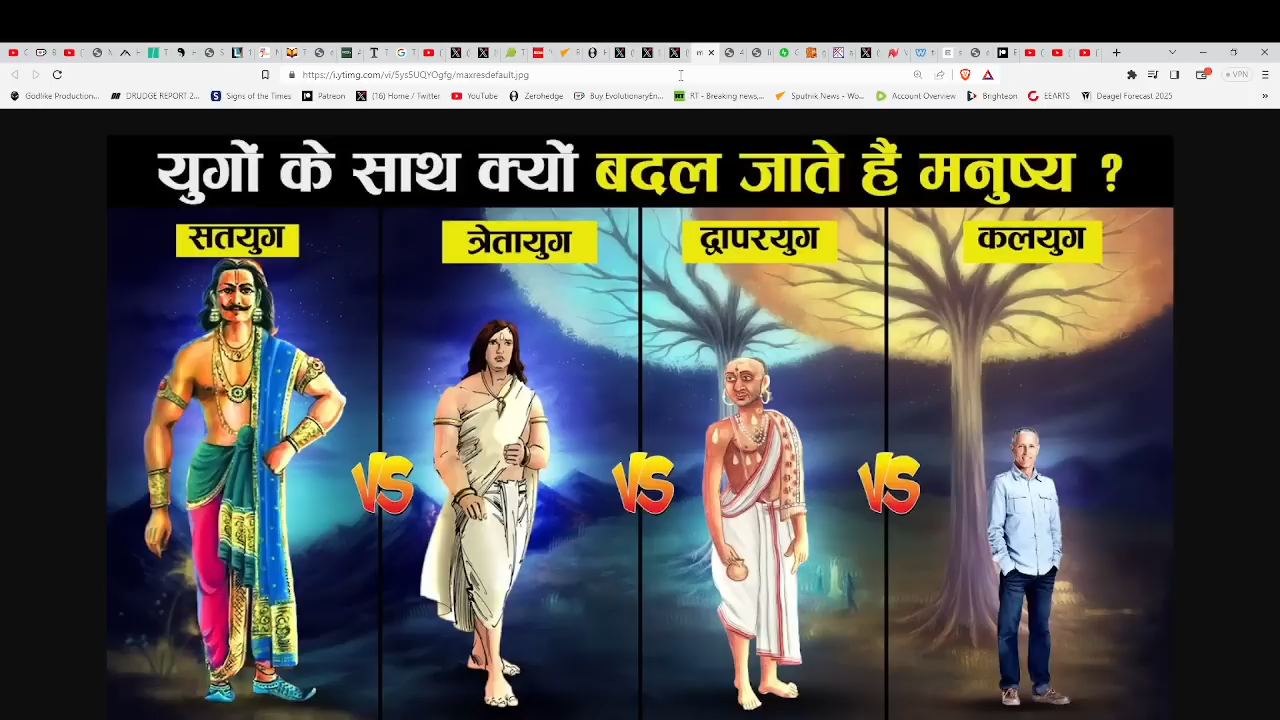 https://i.ytimg.com/vi/5ysSUQYOgfg/maxresdefault.jpg
VPN
Godlike Production...
DRUDGE REPORT 2...
Signs of the Times
Patreon
(16) Home / Twitter
YouTube
Zerohedge
Buy EvolutionaryEn...
RT - Breaking news,...
Sputnik News - Wo...
Account Overview
Brighteon
EEARTS
Deagel Forecast 2025
युगों के साथ क्यों बदल जाते हैं मनुष्य ?
सतयुग
त्रेतायुग
द्वापरयुग
कलयुग
VS
VS
VS